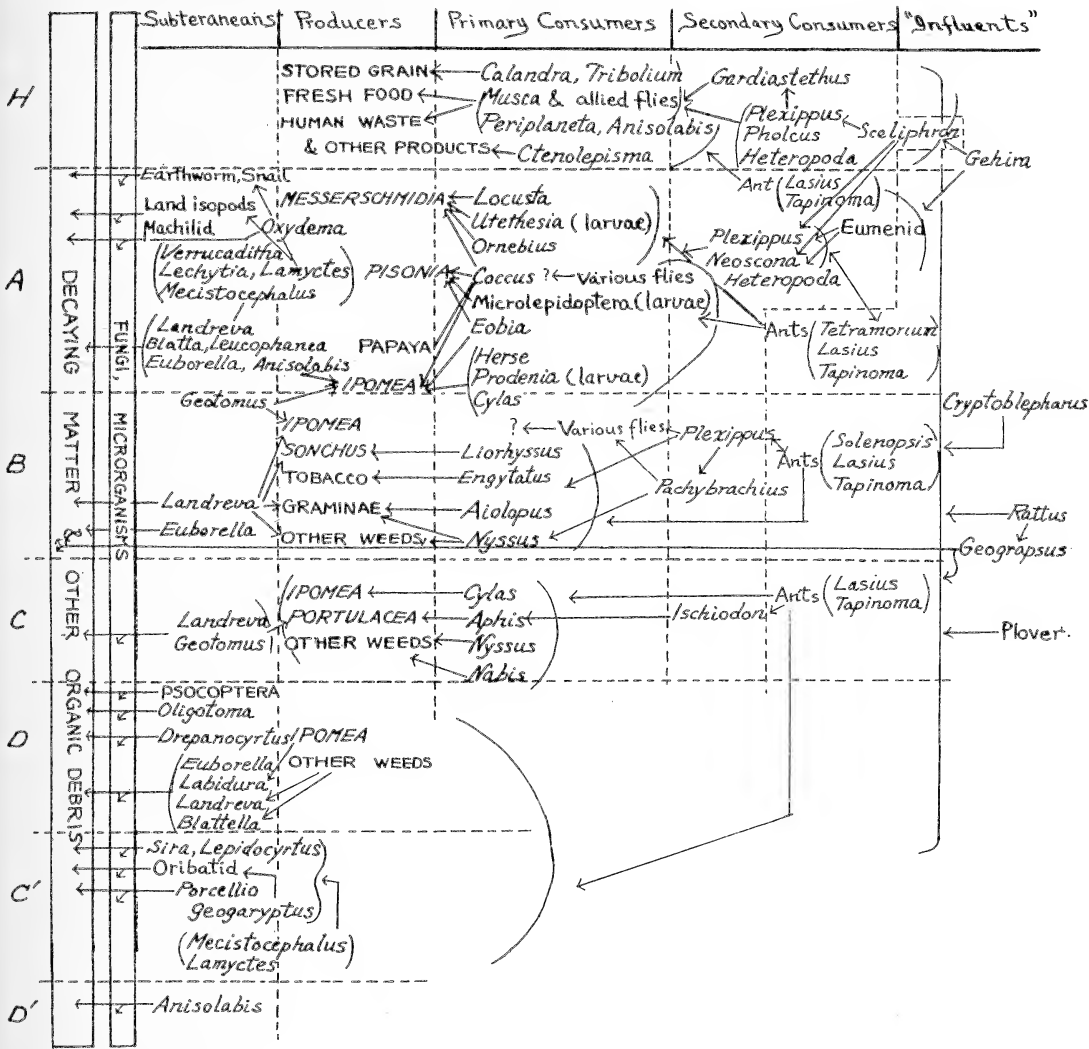 Subteraneans Producers Primary Consumers Secondary Consumers "Influents"
H
STORED GRAIN Calandra, Tribolium
FRESH FOOD Musca & allied flies
HUMAN WASTE Periplaneta, Anisolabis
& OTHER PRODUCTS Ctenolepisma
Gardiastethus
Plexippus
Pholcus
Heteropoda
Sceliphron
Gehira
Ant (Lasius
Tapinoma)
A
Earthworm, Snail
Land isopods
Machilid Oxydema
(Verrucaditha
Lechytia, Lamyctes)
Mecistocephalus
(Landreva
Blatta, Leucophanea
Euborella, Anisolabis
MESSERSCHMIDIA
PISONIA
PAPAYA
IPOMEA
Locusta
Utethesia (larvae)
Ornebius
Coccus ? Various flies
Microlepidoptera (larvae)
Eobia
(Herse
Prodenia (larvae)
Cylas
Plexippus
Neoscona
Heteropoda
Eumenid
Ants (Tetramorium
Lasius
Tapinoma)
B
Geotomus
Landreva
Euborella
IPOMEA
SONCHUS
TOBACCO
GRAMINAE
OTHER WEEDS
? Various flies
Liorhyssus
Engytatus
Aiolopus
Nyssus
Plexippus
Pachybrachius
Ants (Solenopsis
Lasius
Tapinoma)
Cryptoblepharus
Rattus
Geograpsus
C
Landreva
Geotomus
IPOMEA
PORTULACEA
OTHER WEEDS
Cylas
Aphis
Nyssus
Nabis
Ischiodon
Ants (Lasius
Tapinoma)
Plover.
D
PSOCOPTERA
Oligotoma
Drepanocyrtus
(Euborella
Labidura
Landreva
Blattella
IPOMEA
OTHER WEEDS
C'
Sira, Lepidocyrtus
Oribatid
Porcellio
Geogaryptus
(Mecistocephalus)
Lamyctes
D'
Anisolabis
DECAYING MATTER & OTHER ORGANIC DEBRIS
FUNGI, MICRORGANISMS